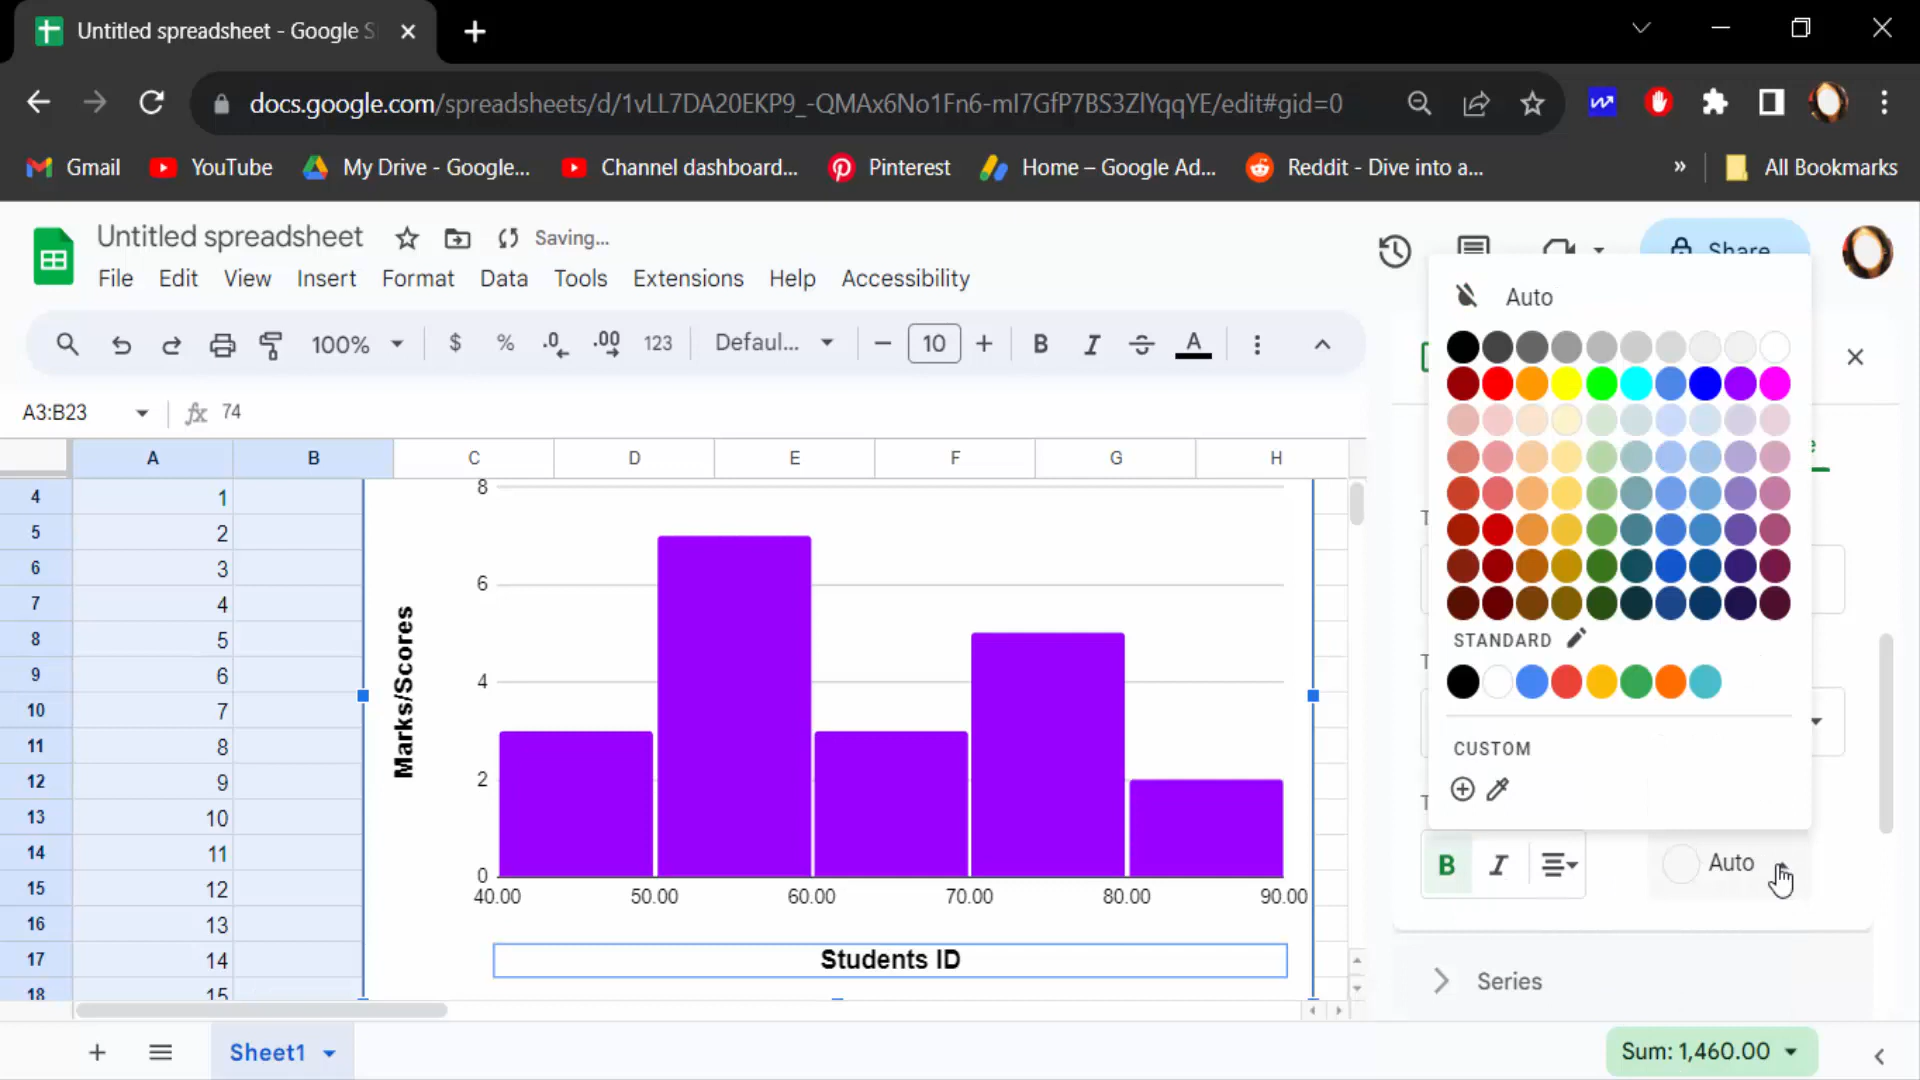 Untitled spreadsheet - Google S
docs.google.com/spreadsheets/d/1vLL7DA20EKP9_-QMAx6No1Fn6-mI7GfP7BS3ZlYqqYE/edit#gid=0
Gmail YouTube My Drive - Google... Channel dashboard... Pinterest Home – Google Ad... Reddit - Dive into a... » All Bookmarks
Untitled spreadsheet Saving...
Share
File Edit View Insert Format Data Tools Extensions Help Accessibility
Auto
100% $ % .0 .00 123 Defaul... − 10 + B I S A
A3:B23 fx 74
A B C D E F G H
4 1
5 2
6 3
7 4
8 5
9 6
10 7
11 8
12 9
13 10
14 11
15 12
16 13
17 14
18 15
8
6
4
2
0
Marks/Scores
40.00 50.00 60.00 70.00 80.00 90.00
Students ID
STANDARD
CUSTOM
B I Auto
Series
Sheet1
Sum: 1,460.00